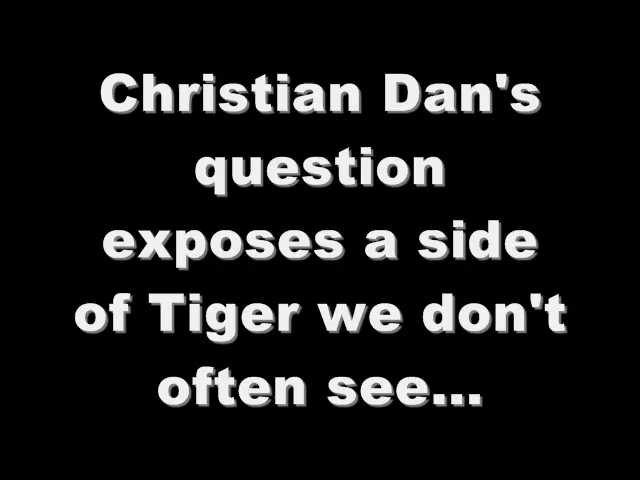 Christian Dan's
question
exposes a side
of Tiger we don't
often see...